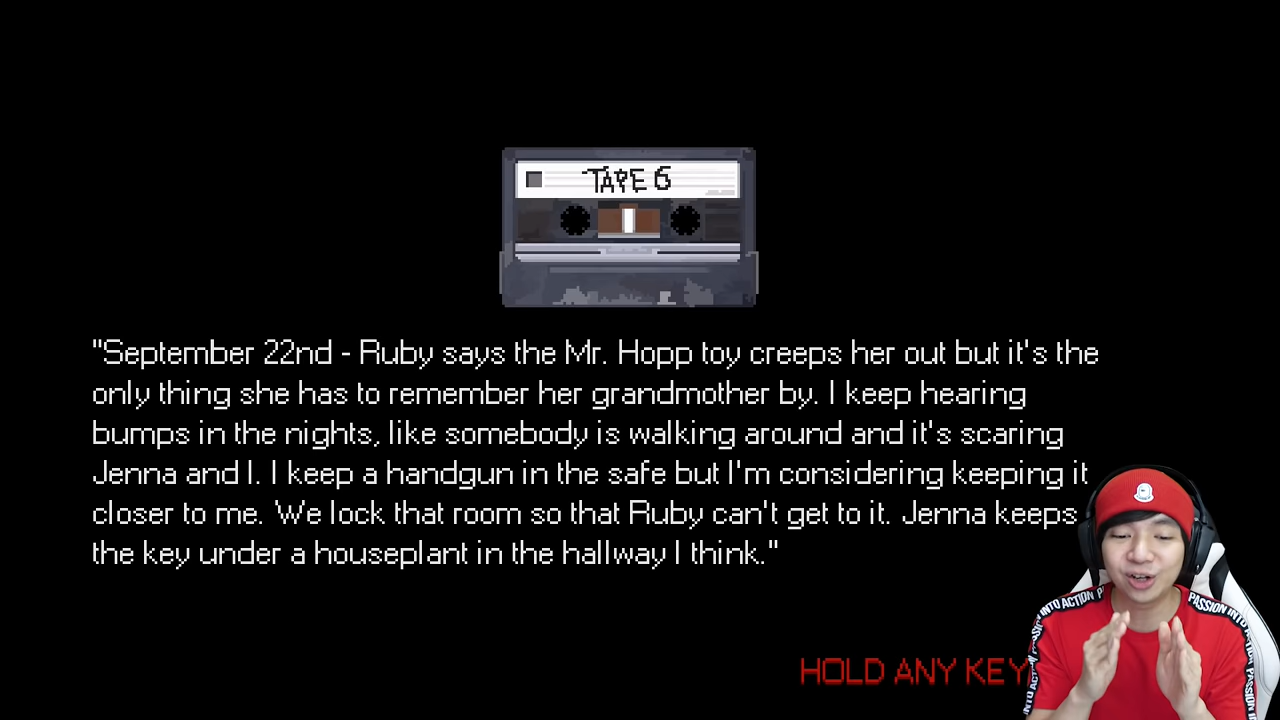 TAPE 6
"September 22nd - Ruby says the Mr. Hopp toy creeps her out but it's the
only thing she has to remember her grandmother by. I keep hearing
bumps in the nights, like somebody is walking around and it's scaring
Jenna and I. I keep a handgun in the safe but I'm considering keeping it
closer to me. We lock that room so that Ruby can't get to it. Jenna keeps
the key under a houseplant in the hallway I think."
HOLD ANY KEY
INTO ACTION
PASSION INTO